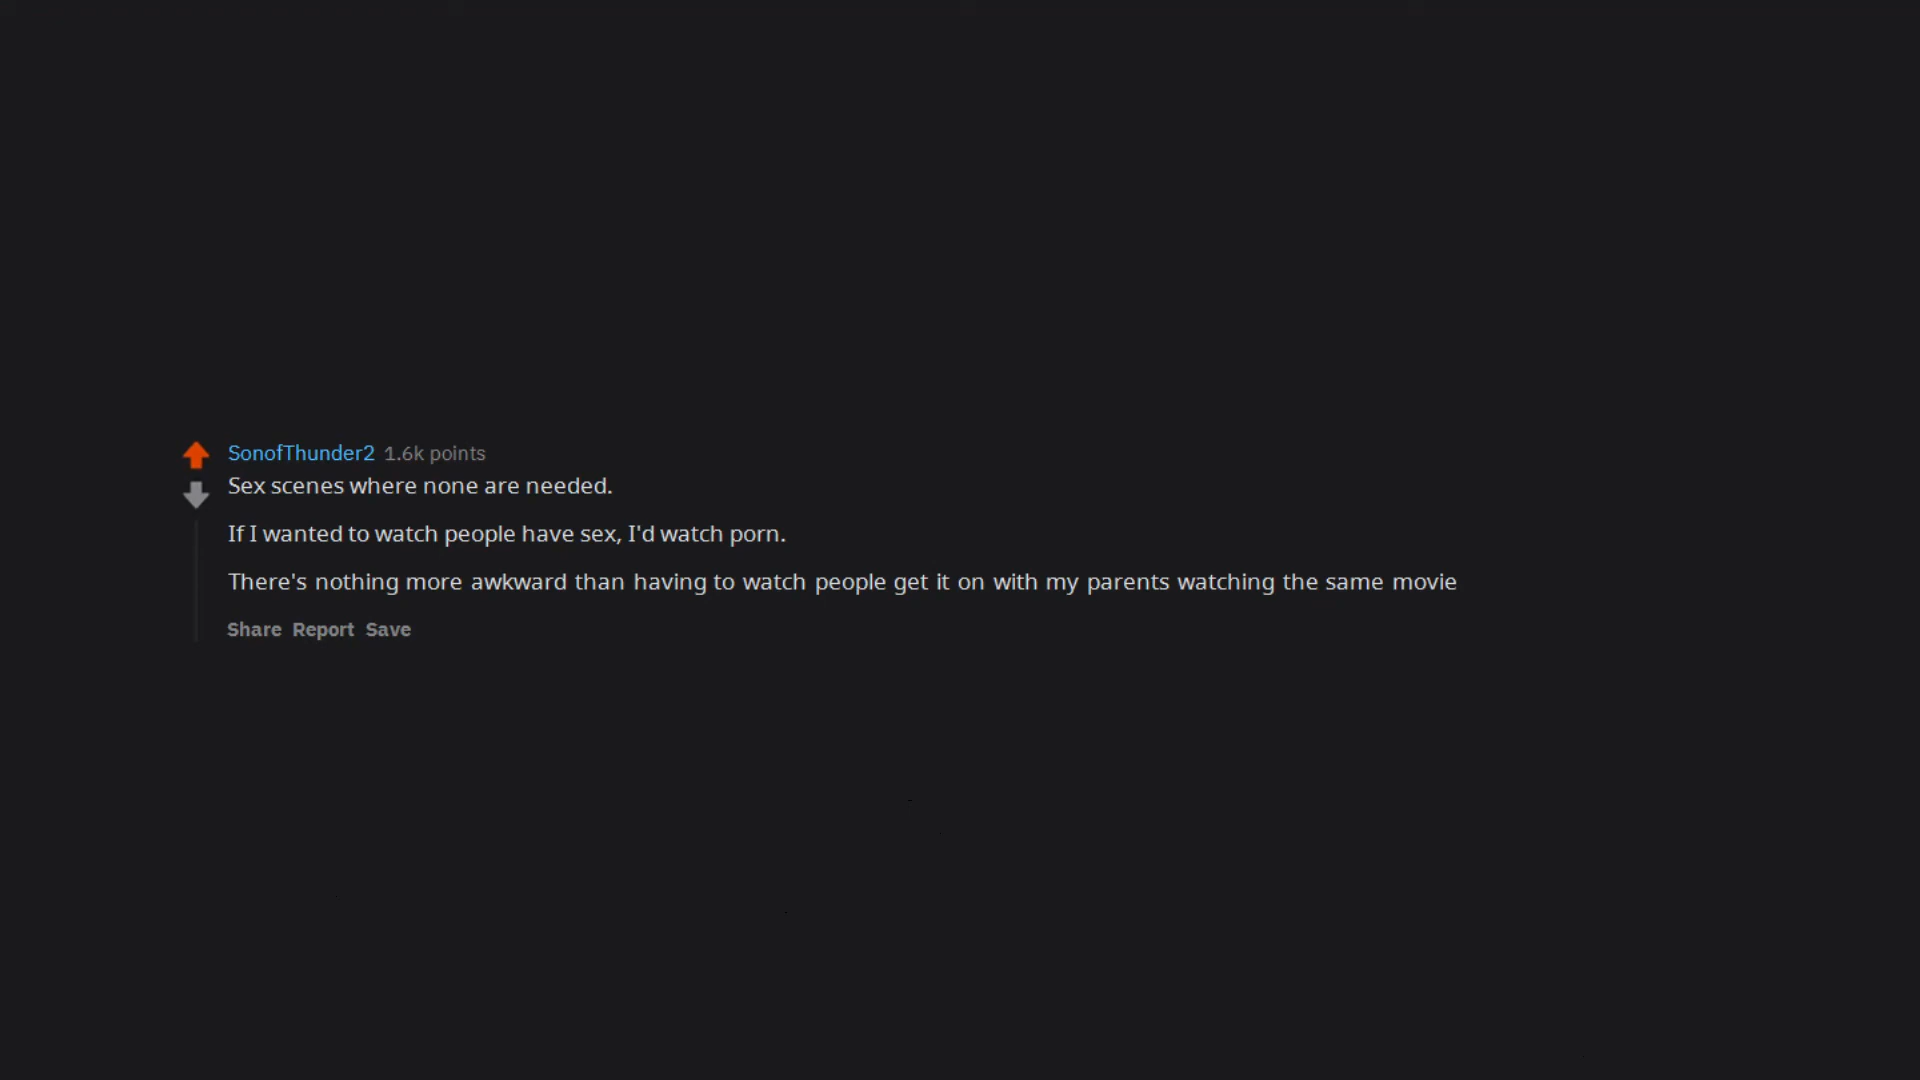 SonofThunder2 1.6k points
Sex scenes where none are needed.
If I wanted to watch people have sex, I'd watch porn.
There's nothing more awkward than having to watch people get it on with my parents watching the same movie
Share Report Save